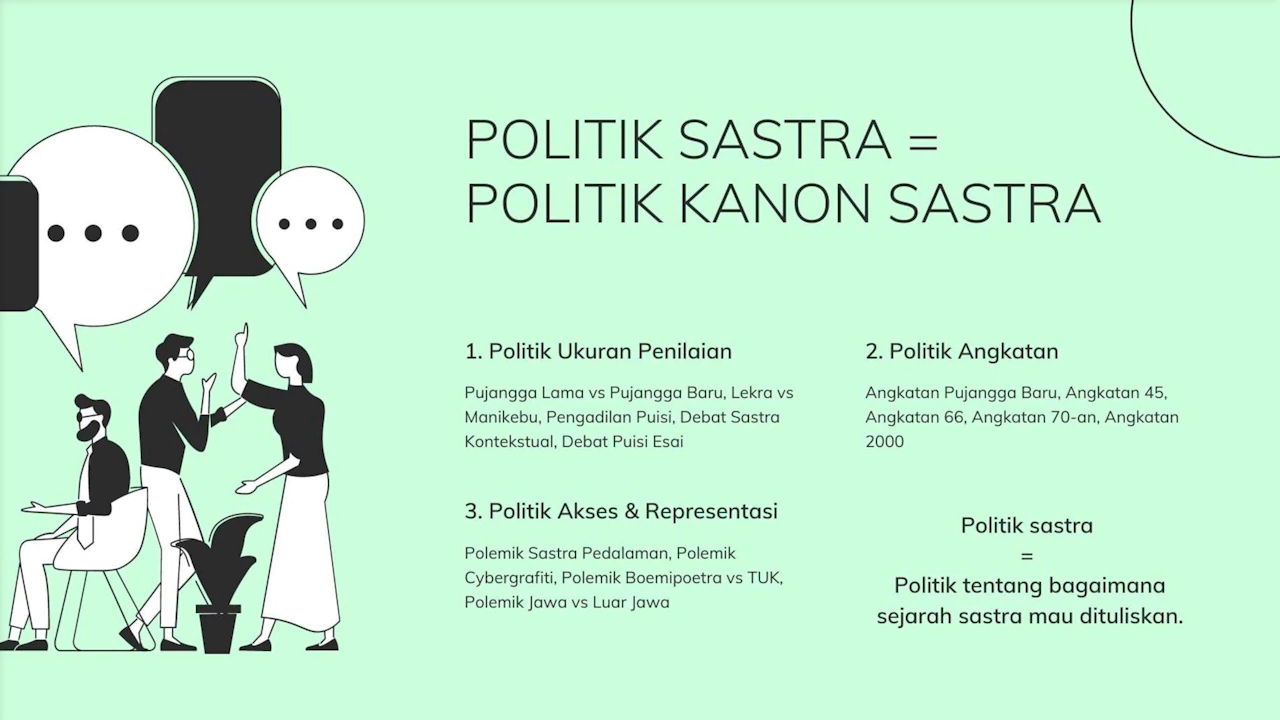 POLITIK SASTRA =
POLITIK KANON SASTRA
1. Politik Ukuran Penilaian
Pujangga Lama vs Pujangga Baru, Lekra vs
Manikebu, Pengadilan Puisi, Debat Sastra
Kontekstual, Debat Puisi Esai
2. Politik Angkatan
Angkatan Pujangga Baru, Angkatan 45,
Angkatan 66, Angkatan 70-an, Angkatan
2000
3. Politik Akses & Representasi
Polemik Sastra Pedalaman, Polemik
Cybergrafiti, Polemik Boemipoetra vs TUK,
Polemik Jawa vs Luar Jawa
Politik sastra
=
Politik tentang bagaimana
sejarah sastra mau dituliskan.